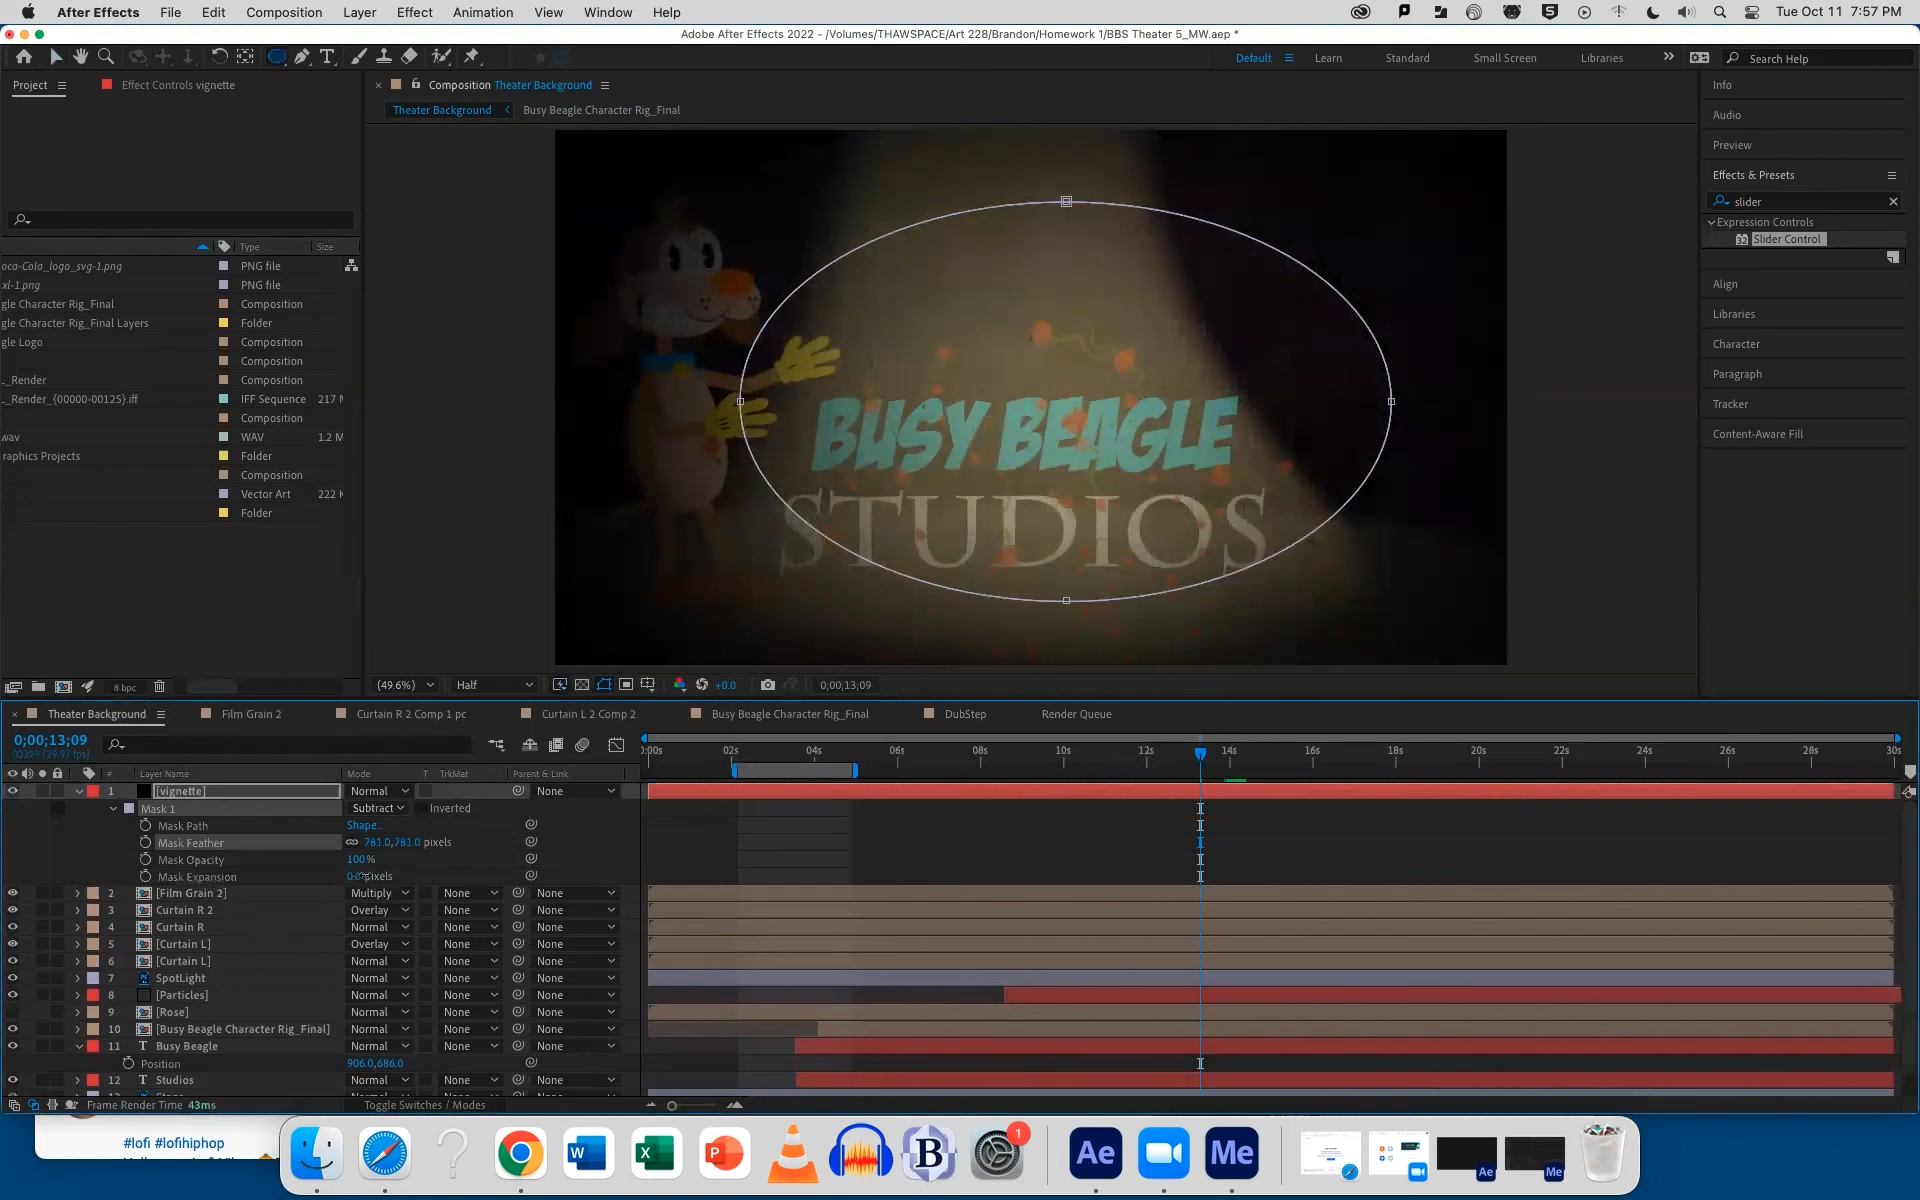 After Effects File Edit Composition Layer Effect Animation View Window Help Tue Oct 11 7:57 PM
Adobe After Effects 2022 - /Volumes/THAWSPACE/Art 228/Brandon/Homework 1/BBS Theater 5_MW.aep *
Default Learn Standard Small Screen Libraries Search Help
Project Effect Controls vignette Composition Theater Background Info
Theater Background Busy Beagle Character Rig_Final
Audio
Preview
Effects & Presets
slider
Expression Controls
32 Slider Control
Type Size
oca-Cola_logo_svg-1.png PNG file
xl-1.png PNG file
gle Character Rig_Final Composition
gle Character Rig_Final Layers Folder
gle Logo Composition
Composition
-_Render Composition
-_Render_{00000-00125}.iff IFF Sequence 217 M
Composition
wav WAV 1.2 M
raphics Projects Folder
Composition
Vector Art 222 K
Folder
BUSY BEAGLE
STUDIOS
Align
Libraries
Character
Paragraph
Tracker
Content-Aware Fill
8 bpc (49.6%) Half +0.0 0;00;13;09
Theater Background Film Grain 2 Curtain R 2 Comp 1 pc Curtain L 2 Comp 2 Busy Beagle Character Rig_Final DubStep Render Queue
0;00;13;09
00399 (29.97 fps)
):00s 02s 04s 06s 08s 10s 12s 14s 16s 18s 20s 22s 24s 26s 28s 30s
# Layer Name Mode T TrkMat Parent & Link
1 [vignette] Normal None
Mask 1 Subtract Inverted
Mask Path Shape...
Mask Feather 781.0,781.0 pixels
Mask Opacity 100%
Mask Expansion pixels
2 [Film Grain 2] Multiply None None
3 Curtain R 2 Overlay None None
4 Curtain R Normal None None
5 [Curtain L] Overlay None None
6 [Curtain L] Normal None None
7 SpotLight Normal None None
8 [Particles] Normal None None
9 [Rose] Normal None None
10 [Busy Beagle Character Rig_Final] Normal None None
11 T Busy Beagle Normal None None
Position 906.0,686.0
12 T Studios Normal None None
Frame Render Time 43ms Toggle Switches / Modes
#lofi #lofihiphop
W X P B 1 Ae Me Ae Me